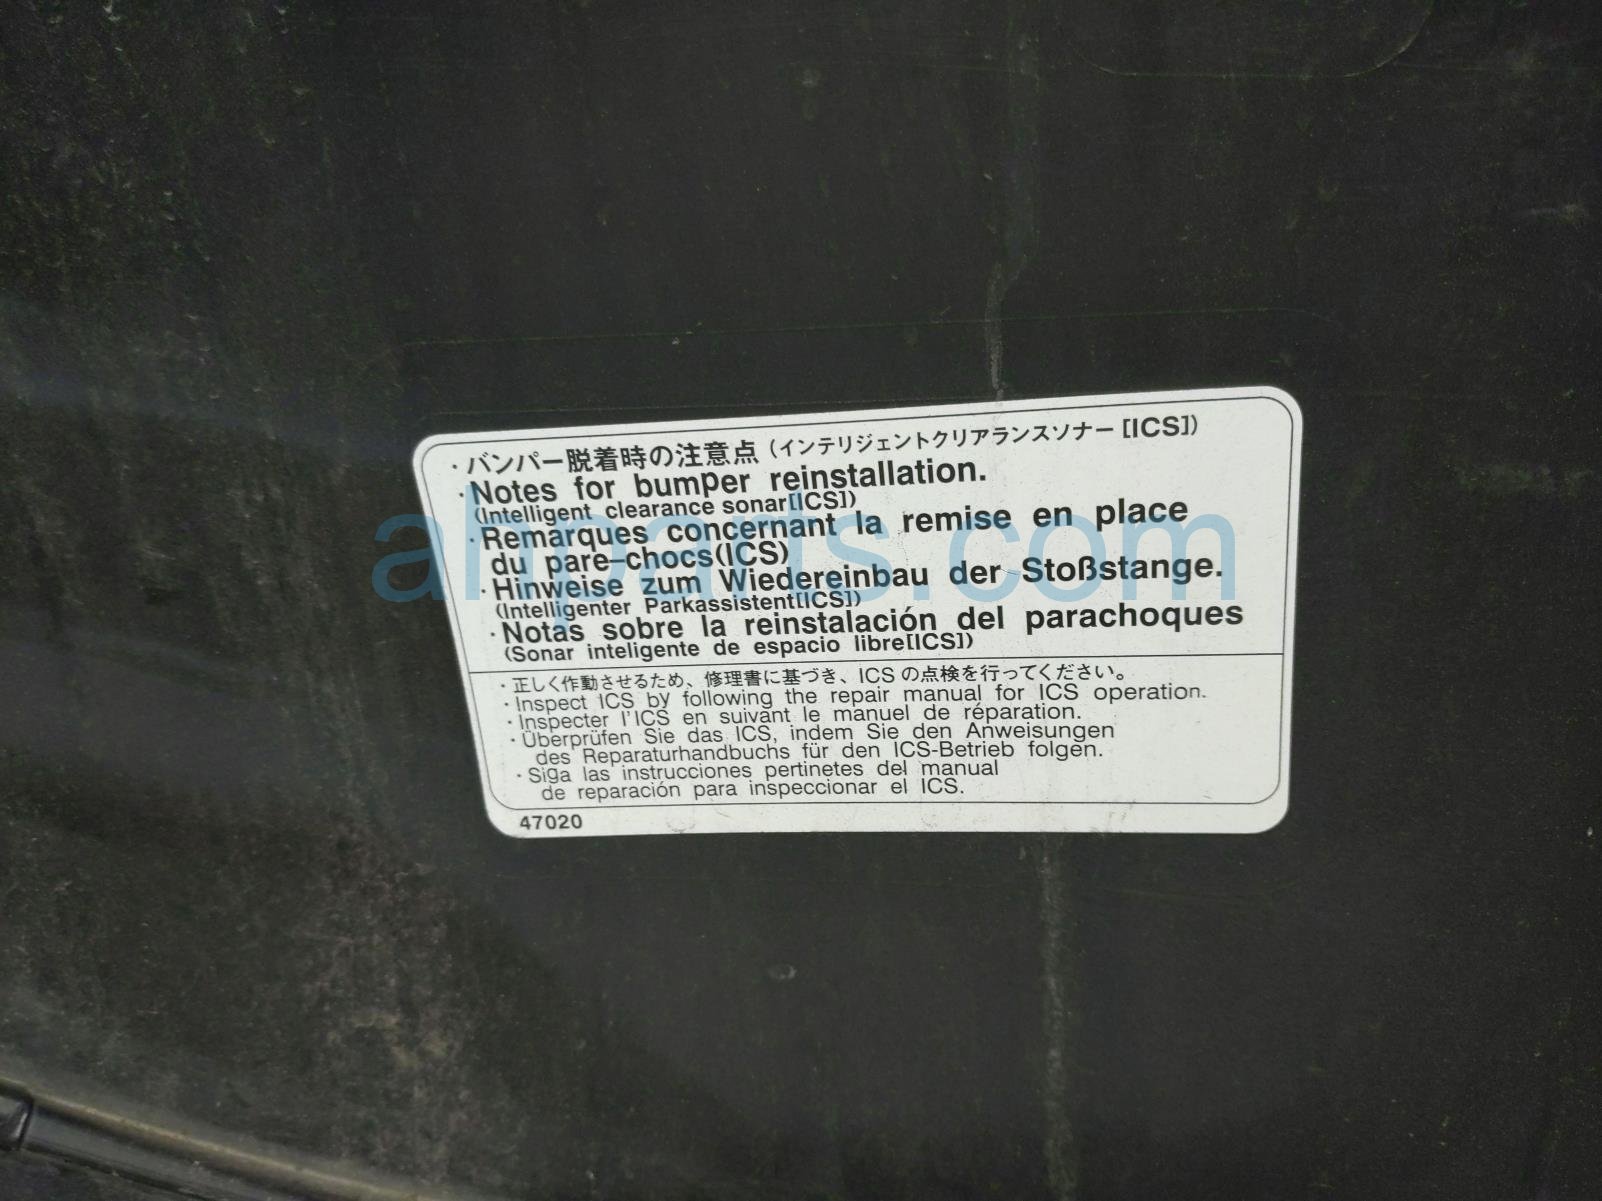 ・バンパー脱着時の注意点(インテリジェントクリアランスソナー[ICS])
・Notes for bumper reinstallation.
(Intelligent clearance sonar[ICS])
・Remarques concernant la remise en place
du pare-chocs(ICS)
・Hinweise zum Wiedereinbau der Stoßstange.
(Intelligenter Parkassistent[ICS])
・Notas sobre la reinstalación del parachoques
(Sonar inteligente de espacio libre[ICS])
・正しく作動させるため、修理書に基づき、ICSの点検を行ってください。
・Inspect ICS by following the repair manual for ICS operation.
・Inspecter l'ICS en suivant le manuel de réparation.
・Überprüfen Sie das ICS, indem Sie den Anweisungen
des Reparaturhandbuchs für den ICS-Betrieb folgen.
・Siga las instrucciones pertinetes del manual
de reparación para inspeccionar el ICS.
47020
ahparts.com